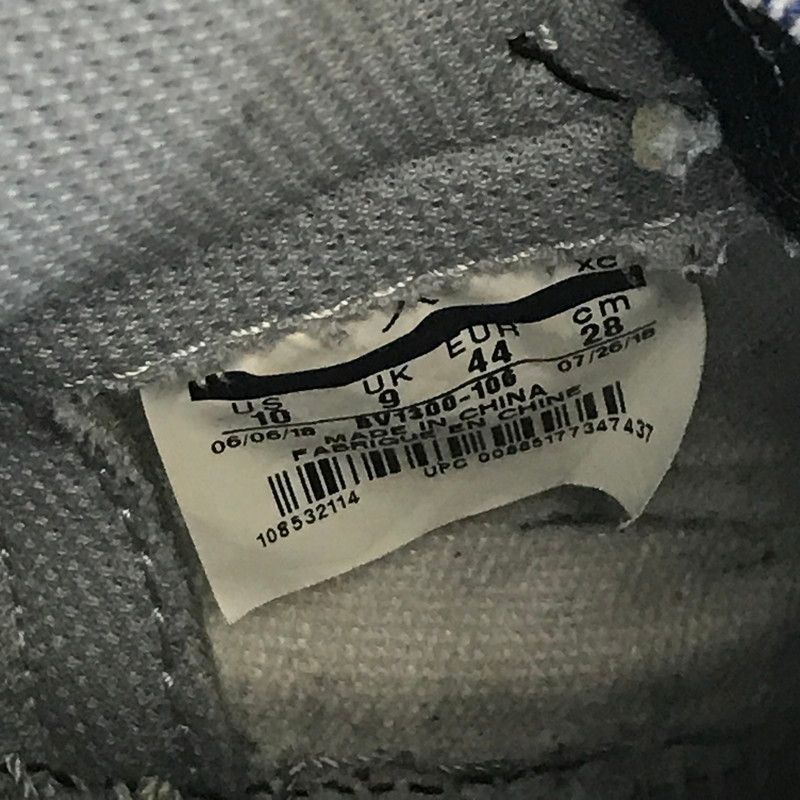 XC
US UK EUR cm
10 9 44 28
06/06/18 BV1300-106 07/26/18
MADE IN CHINA
FABRIQUE EN CHINE
UPC 00885177347437
108532114